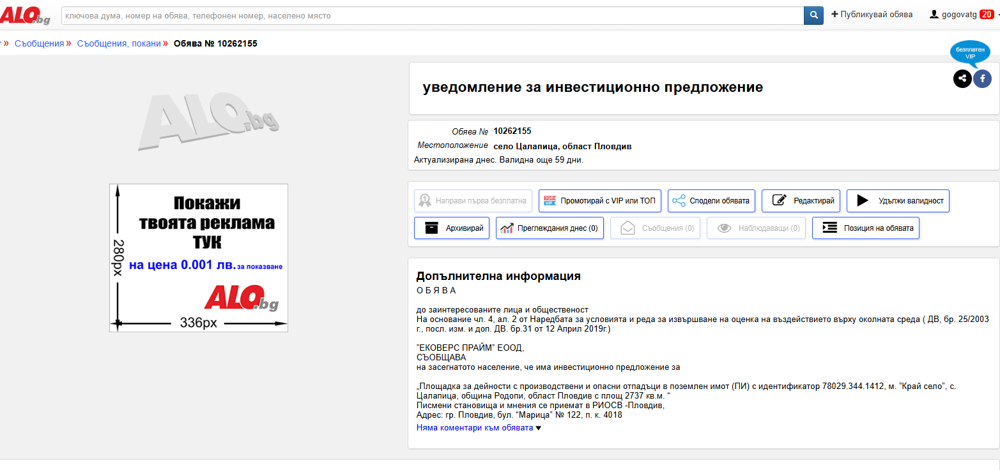 ALO.bg
ключова дума, номер на обява, телефонен номер, населено място
Публикувай обява
gogovatg 20
» Съобщения » Съобщения, покани » Обява № 10262155
безплатен
VIP
ALO.bg
уведомление за инвестиционно предложение
Обява № 10262155
Местоположение село Цалапица, област Пловдив
Актуализирана днес. Валидна още 59 дни.
Покажи
твоята реклама
ТУК
на цена 0.001 лв. за показване
ALO.bg
280px
336px
1 Направи първа безплатна
ТОП VIP Промотирай с VIP или ТОП
Сподели обявата
Редактирай
Удължи валидност
Архивирай
Преглеждания днес (0)
Съобщения (0)
Наблюдаващи (0)
Позиция на обявата
Допълнителна информация
О Б Я В А
до заинтересованите лица и общественост
На основание чл. 4, ал. 2 от Наредбата за условията и реда за извършване на оценка на въздействието върху околната среда ( ДВ, бр. 25/2003
г., посл. изм. и доп. ДВ. бр.31 от 12 Април 2019г.)
”ЕКОВЕРС ПРАЙМ” ЕООД,
СЪОБЩАВА
на засегнатото население, че има инвестиционно предложение за
„Площадка за дейности с производствени и опасни отпадъци в поземлен имот (ПИ) с идентификатор 78029.344.1412, м. ”Край село”, с.
Цалапица, община Родопи, област Пловдив с площ 2737 кв.м. “
Писмени становища и мнения се приемат в РИОСВ -Пловдив,
Адрес: гр. Пловдив, бул. “Марица” № 122, п. к. 4018
Няма коментари към обявата